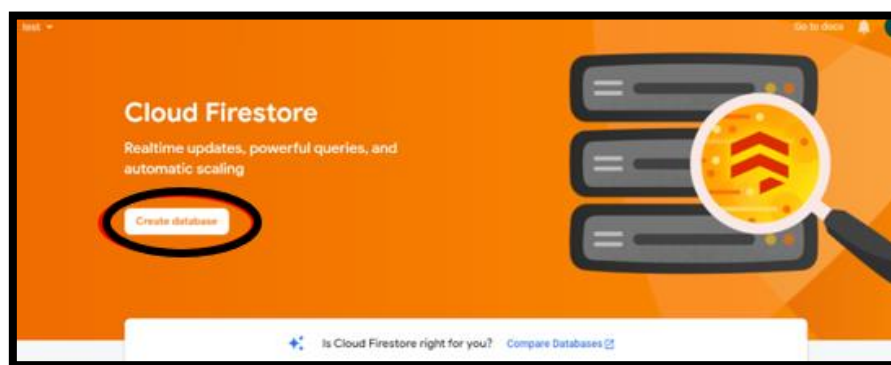 test
Go to docs
Cloud Firestore
Realtime updates, powerful queries, and
automatic scaling
Create database
Is Cloud Firestore right for you? Compare Databases